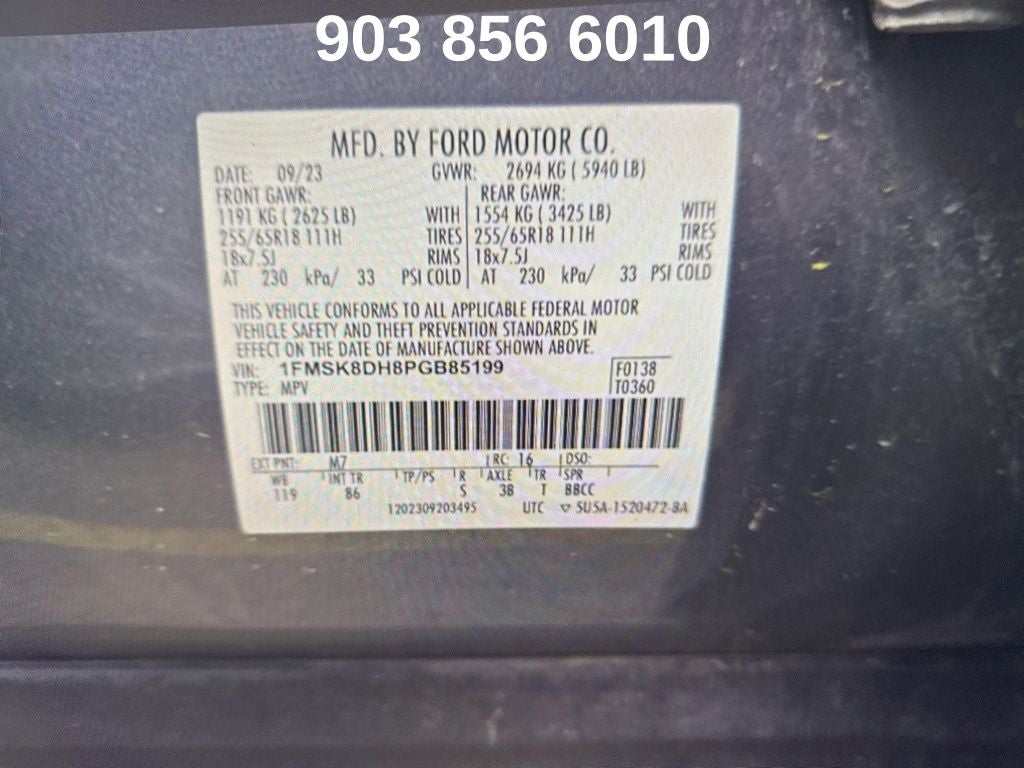 903 856 6010
MFD. BY FORD MOTOR CO.
DATE: 09/23 GVWR: 2694 KG ( 5940 LB)
FRONT GAWR: REAR GAWR:
1191 KG ( 2625 LB) WITH 1554 KG ( 3425 LB) WITH
255/65R18 111H TIRES 255/65R18 111H TIRES
18x7.5J RIMS 18x7.5J RIMS
AT 230 kPa/ 33 PSI COLD AT 230 kPa/ 33 PSI COLD
THIS VEHICLE CONFORMS TO ALL APPLICABLE FEDERAL MOTOR
VEHICLE SAFETY AND THEFT PREVENTION STANDARDS IN
EFFECT ON THE DATE OF MANUFACTURE SHOWN ABOVE.
VIN: 1FMSK8DH8PGB85199 F0138
TYPE: MPV T0360
EXT PNT: M7 RC: 16 DSO:
WB INT TR TP/PS R AXLE TR SPR
119 86 S 3B T BBCC
1202309203495 UTC ▽ 5U5A-1520472-BA